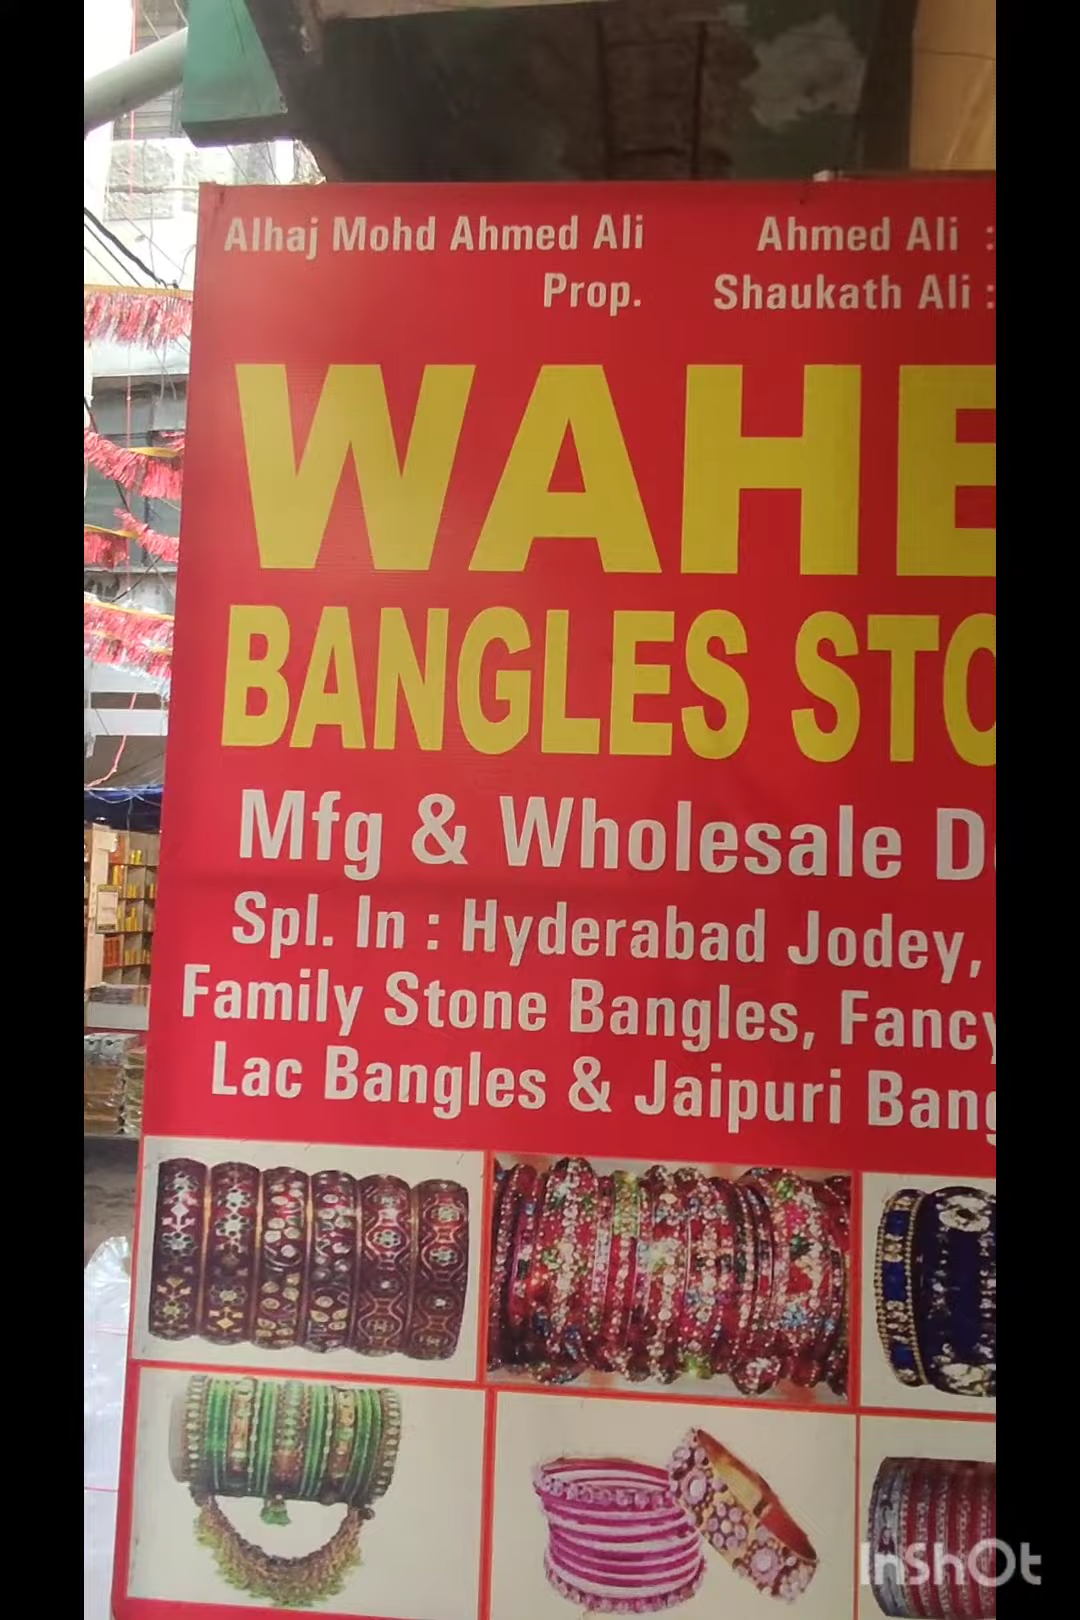 Alhaj Mohd Ahmed Ali
Prop.
Ahmed Ali :
Shaukath Ali :
WAHE
BANGLES STO
Mfg & Wholesale D
Spl. In : Hyderabad Jodey,
Family Stone Bangles, Fancy
Lac Bangles & Jaipuri Bang
InShOt